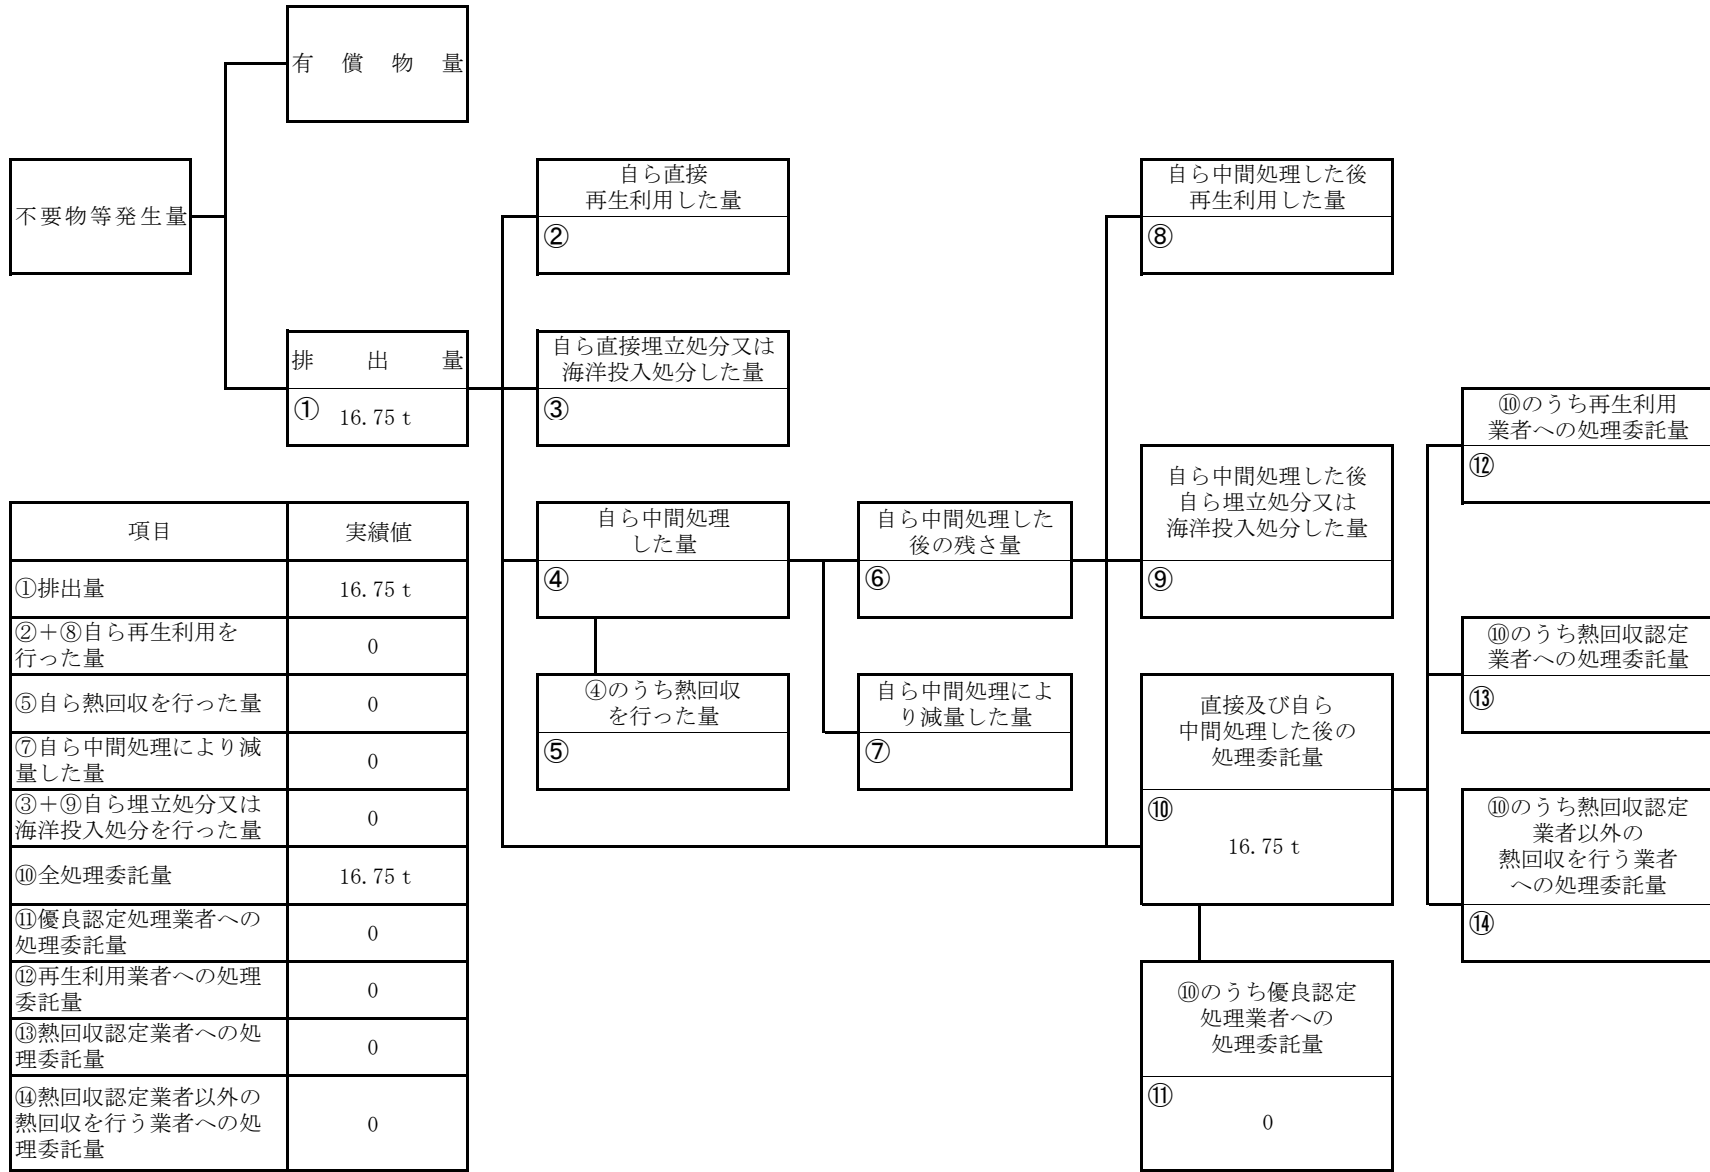 有償物量
不要物等発生量
排出量
① 16.75 t
自ら直接
再生利用した量
②
自ら直接埋立処分又は
海洋投入処分した量
③
自ら中間処理
した量
④
④のうち熱回収
を行った量
⑤
自ら中間処理した
後の残さ量
⑥
自ら中間処理によ
り減量した量
⑦
自ら中間処理した後
再生利用した量
⑧
自ら中間処理した後
自ら埋立処分又は
海洋投入処分した量
⑨
直接及び自ら
中間処理した後の
処理委託量
⑩
16.75 t
⑩のうち優良認定
処理業者への
処理委託量
⑪
0
⑩のうち再生利用
業者への処理委託量
⑫
⑩のうち熱回収認定
業者への処理委託量
⑬
⑩のうち熱回収認定
業者以外の
熱回収を行う業者
への処理委託量
⑭
項目 実績値
①排出量 16.75 t
②＋⑧自ら再生利用を
行った量 0
⑤自ら熱回収を行った量 0
⑦自ら中間処理により減
量した量 0
③＋⑨自ら埋立処分又は
海洋投入処分を行った量 0
⑩全処理委託量 16.75 t
⑪優良認定処理業者への
処理委託量 0
⑫再生利用業者への処理
委託量 0
⑬熱回収認定業者への処
理委託量 0
⑭熱回収認定業者以外の
熱回収を行う業者への処
理委託量 0